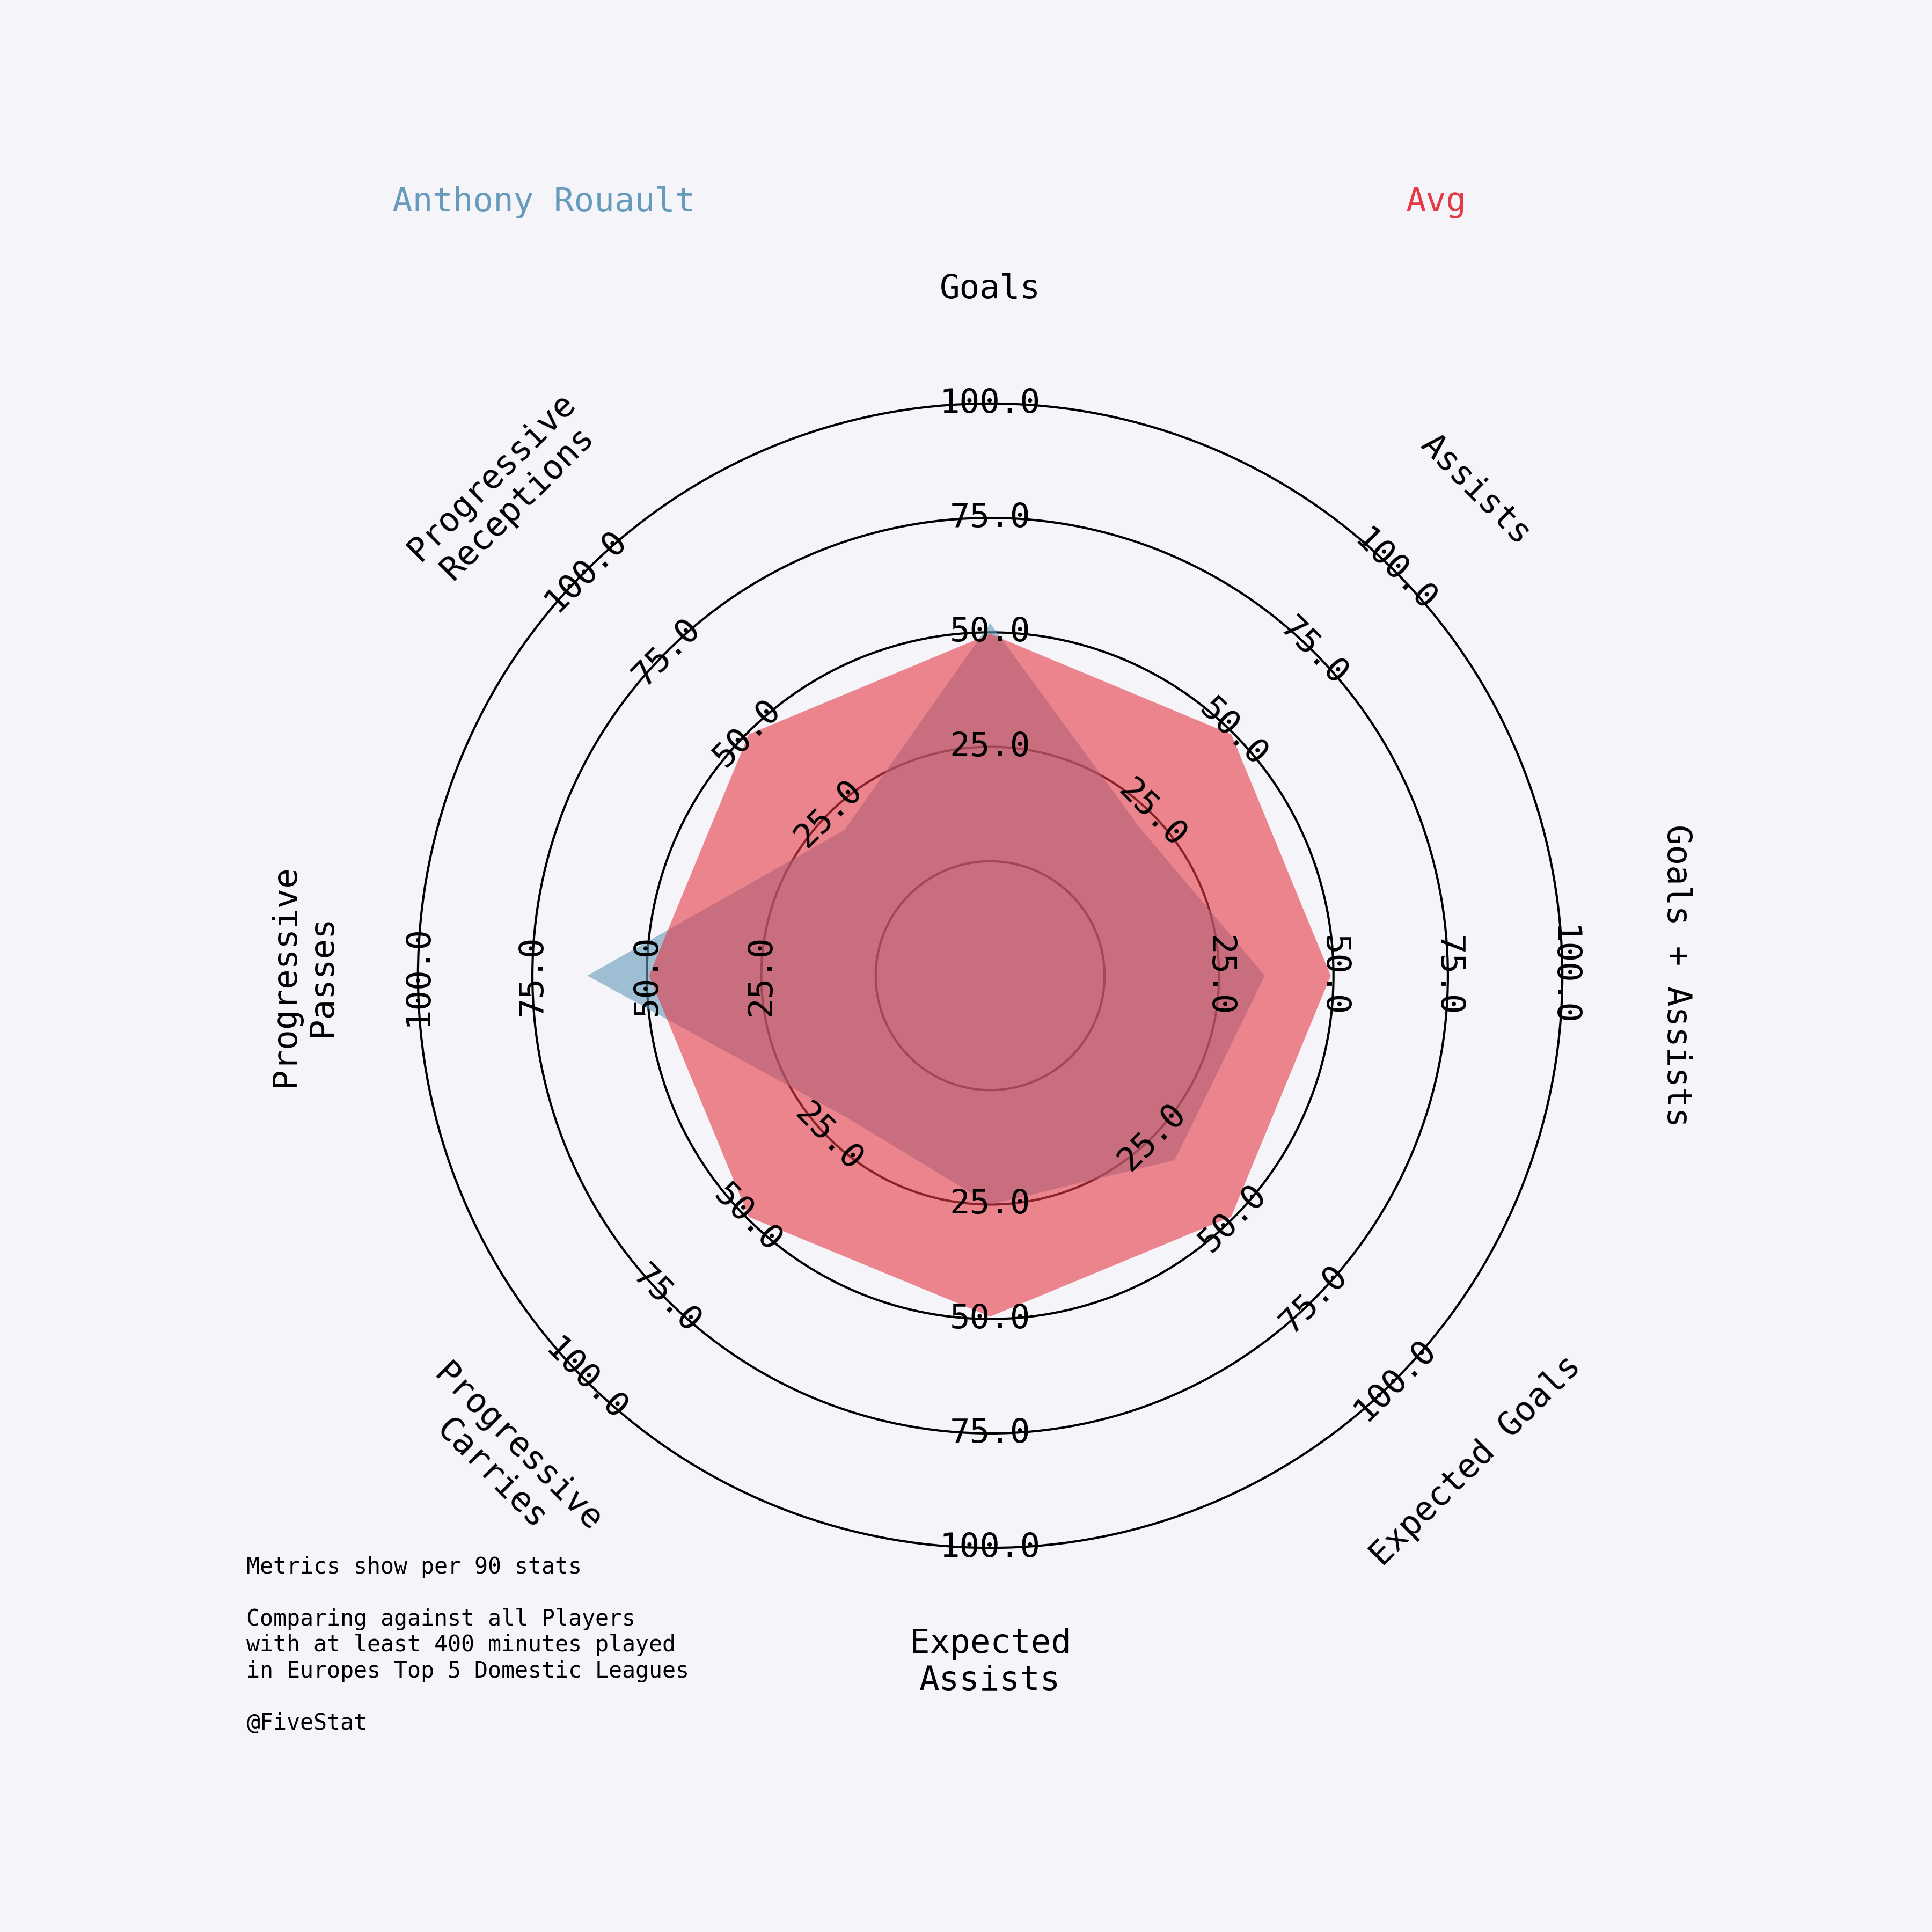 Anthony Rouault
Avg
Goals
Assists
Goals + Assists
Expected Goals
Expected
Assists
Progressive
Carries
Progressive
Passes
Progressive
Receptions
25.0
50.0
75.0
100.0
25.0
50.0
75.0
100.0
25.0
50.0
75.0
100.0
25.0
50.0
75.0
100.0
25.0
50.0
75.0
100.0
25.0
50.0
75.0
100.0
25.0
50.0
75.0
100.0
25.0
50.0
75.0
100.0
Metrics show per 90 stats
Comparing against all Players
with at least 400 minutes played
in Europes Top 5 Domestic Leagues
@FiveStat